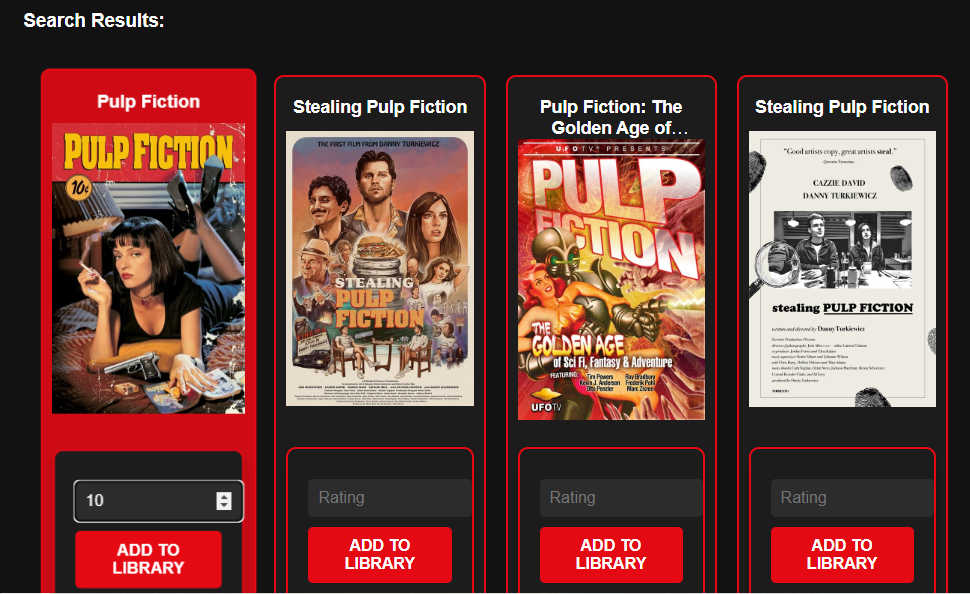 Search Results:
Pulp Fiction
PULP FICTION
10¢
10
ADD TO
LIBRARY
Stealing Pulp Fiction
THE FIRST FILM FROM DANNY TURKIEWICZ
STEALING
PULP
FICTION
Rating
ADD TO
LIBRARY
Pulp Fiction: The
Golden Age of…
UFOTV® PRESENTS
PULP
FICTION
THE
GOLDEN AGE
of Sci Fi, Fantasy & Adventure
FEATURING:
Tim Powers
Kevin J. Anderson
Otto Penzler
Ray Bradbury
Frederik Pohl
Marc Zicree
UFOTV
Rating
ADD TO
LIBRARY
Stealing Pulp Fiction
"Good artists copy, great artists steal."
-Quentin Tarantino
CAZZIE DAVID
DANNY TURKIEWICZ
stealing PULP FICTION
written and directed by Danny Turkiewicz
produced by Danny Turkiewicz
Rating
ADD TO
LIBRARY